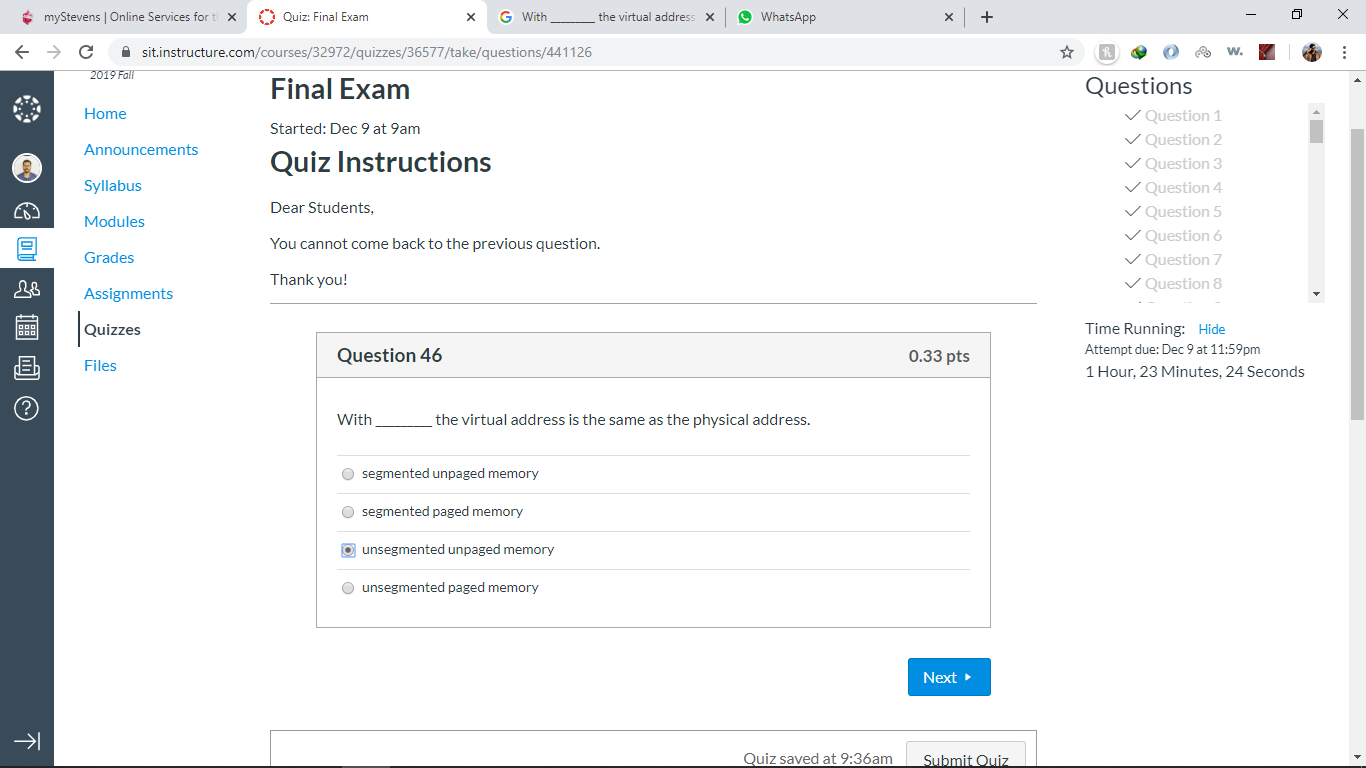 myStevens | Online Services for t
Quiz: Final Exam
With ________ the virtual address
WhatsApp
sit.instructure.com/courses/32972/quizzes/36577/take/questions/441126
2019 Fall
Home
Announcements
Syllabus
Modules
Grades
Assignments
Quizzes
Files
Final Exam
Started: Dec 9 at 9am
Quiz Instructions
Dear Students,
You cannot come back to the previous question.
Thank you!
Question 46
0.33 pts
With ________ the virtual address is the same as the physical address.
segmented unpaged memory
segmented paged memory
unsegmented unpaged memory
unsegmented paged memory
Next
Quiz saved at 9:36am
Submit Quiz
Questions
Question 1
Question 2
Question 3
Question 4
Question 5
Question 6
Question 7
Question 8
Time Running: Hide
Attempt due: Dec 9 at 11:59pm
1 Hour, 23 Minutes, 24 Seconds